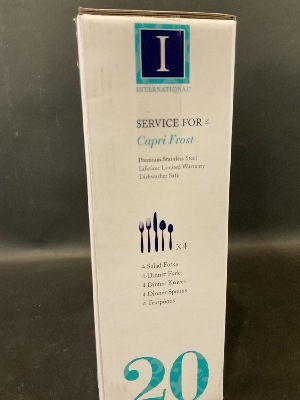 I
INTERNATIONAL
SERVICE FOR 4
Capri Frost
Premium Stainless Steel
Lifetime Limited Warranty
Dishwasher Safe
x 4
4 Salad Forks
4 Dinner Forks
4 Dinner Knives
4 Dinner Spoons
4 Teaspoons
20